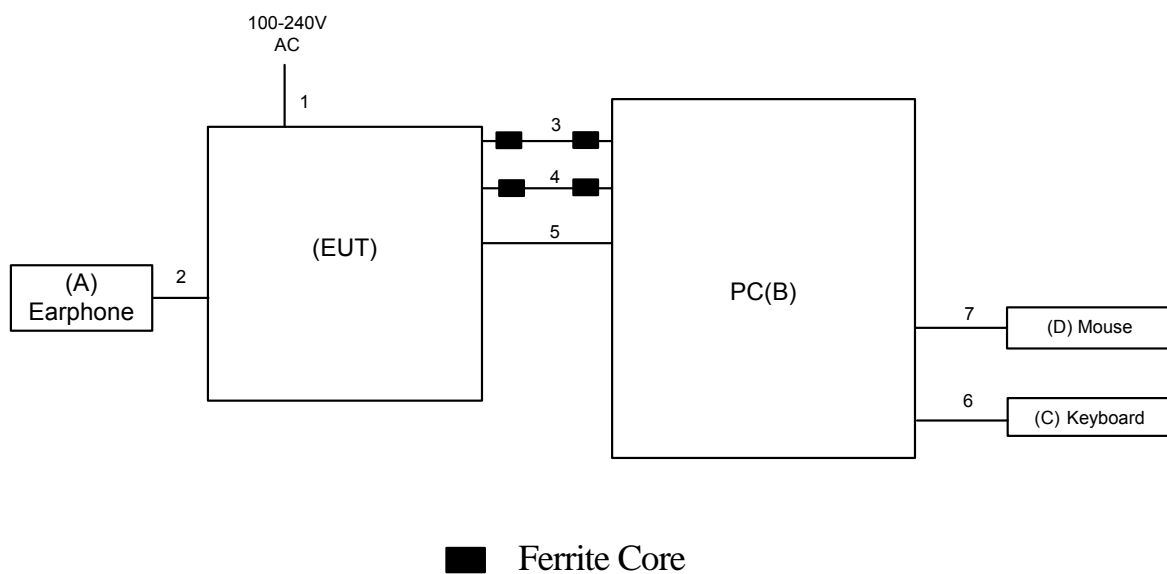 100-240V
AC
1
3
4
(EUT)
5
2
(A)
Earphone
PC(B)
7
(D) Mouse
6
(C) Keyboard
Ferrite Core